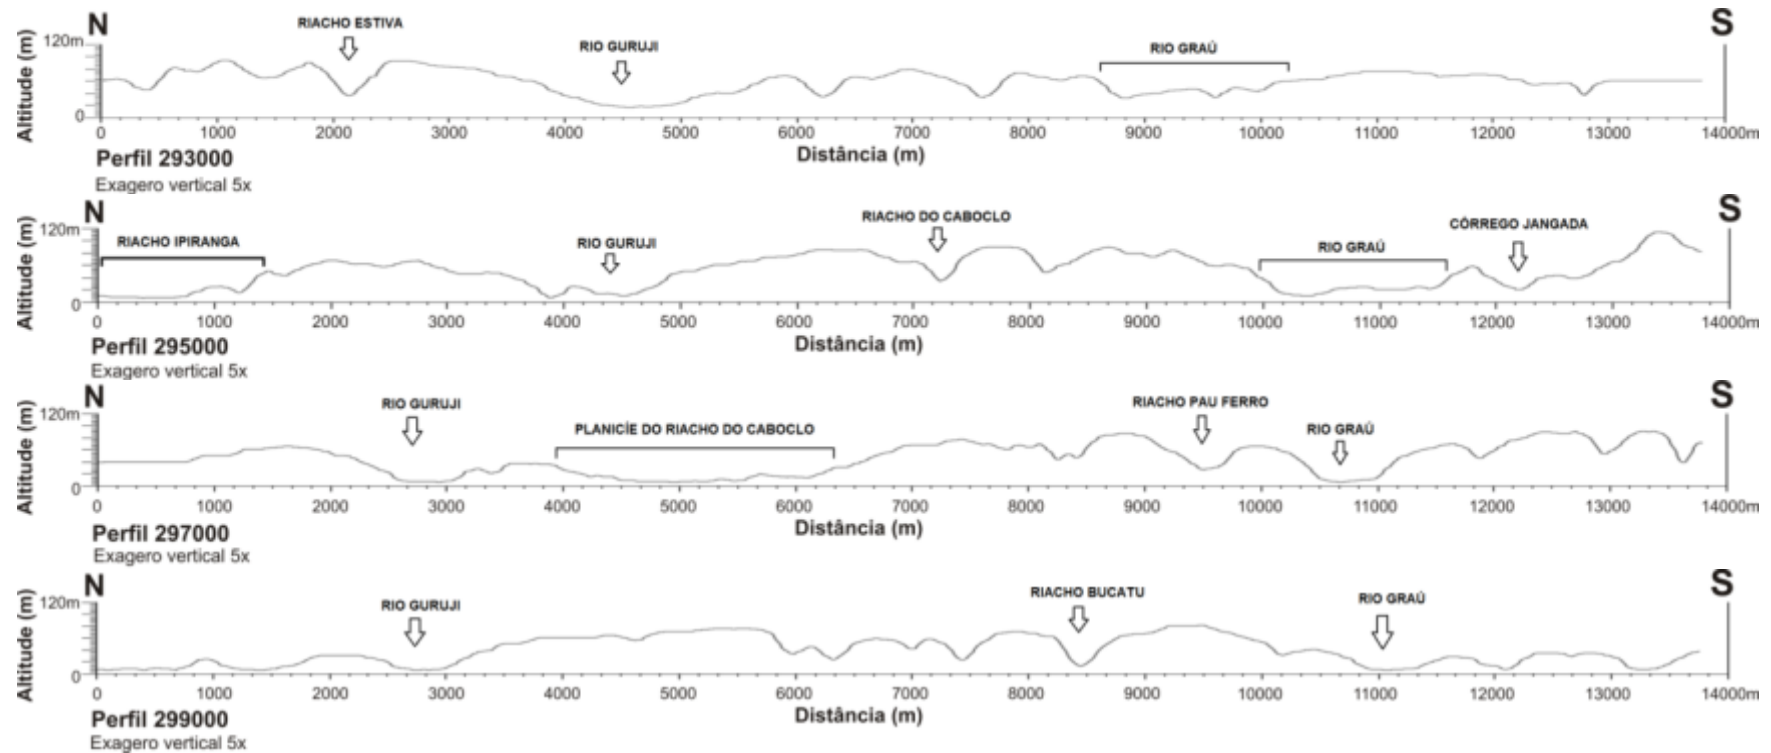 N
S
RIACHO ESTIVA
RIO GURUJI
RIO GRAÚ
Altitude (m)
120m
0
0 1000 2000 3000 4000 5000 6000 7000 8000 9000 10000 11000 12000 13000 14000m
Perfil 293000
Distância (m)
Exagero vertical 5x
N
S
RIACHO IPIRANGA
RIO GURUJI
RIACHO DO CABOCLO
RIO GRAÚ
CÓRREGO JANGADA
Altitude (m)
120m
0
0 1000 2000 3000 4000 5000 6000 7000 8000 9000 10000 11000 12000 13000 14000m
Perfil 295000
Distância (m)
Exagero vertical 5x
N
S
RIO GURUJI
PLANICÍE DO RIACHO DO CABOCLO
RIACHO PAU FERRO
RIO GRAÚ
Altitude (m)
120m
0
0 1000 2000 3000 4000 5000 6000 7000 8000 9000 10000 11000 12000 13000 14000m
Perfil 297000
Distância (m)
Exagero vertical 5x
N
S
RIO GURUJI
RIACHO BUCATU
RIO GRAÚ
Altitude (m)
120m
0
0 1000 2000 3000 4000 5000 6000 7000 8000 9000 10000 11000 12000 13000 14000m
Perfil 299000
Distância (m)
Exagero vertical 5x